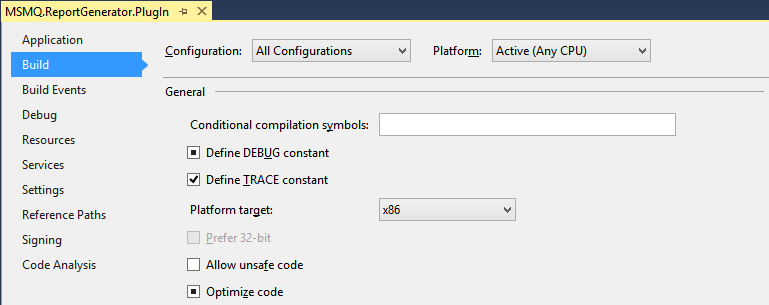 MSMQ.ReportGenerator.PlugIn
Application
Build
Build Events
Debug
Resources
Services
Settings
Reference Paths
Signing
Code Analysis
Configuration: All Configurations Platform: Active (Any CPU)
General
Conditional compilation symbols:
Define DEBUG constant
Define TRACE constant
Platform target: x86
Prefer 32-bit
Allow unsafe code
Optimize code